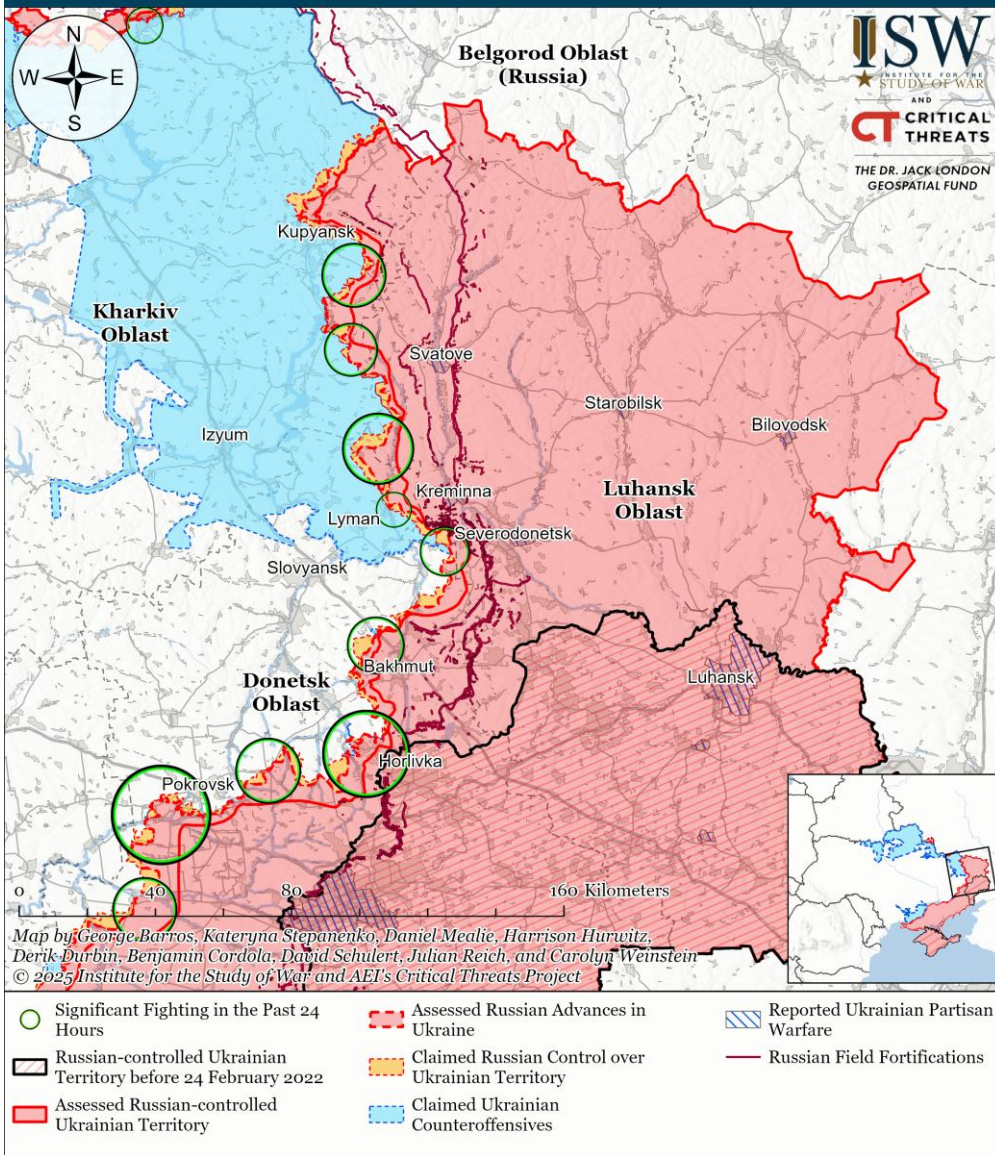 N
W
E
S
Belgorod Oblast
(Russia)
ISW
INSTITUTE FOR THE
STUDY OF WAR
AND
CT CRITICAL
THREATS
THE DR. JACK LONDON
GEOSPATIAL FUND
Kupyansk
Kharkiv
Oblast
Svatove
Starobilsk
Bilovodsk
Izyum
Kreminna
Luhansk
Oblast
Lyman
Severodonetsk
Slovyansk
Bakhmut
Luhansk
Donetsk
Oblast
Horlivka
Pokrovsk
0 40 80 160 Kilometers
Map by George Barros, Kateryna Stepanenko, Daniel Mealie, Harrison Hurwitz,
Derik Durbin, Benjamin Cordola, David Schulert, Julian Reich, and Carolyn Weinstein
© 2025 Institute for the Study of War and AEI's Critical Threats Project
Significant Fighting in the Past 24
Hours
Russian-controlled Ukrainian
Territory before 24 February 2022
Assessed Russian-controlled
Ukrainian Territory
Assessed Russian Advances in
Ukraine
Claimed Russian Control over
Ukrainian Territory
Claimed Ukrainian
Counteroffensives
Reported Ukrainian Partisan
Warfare
Russian Field Fortifications